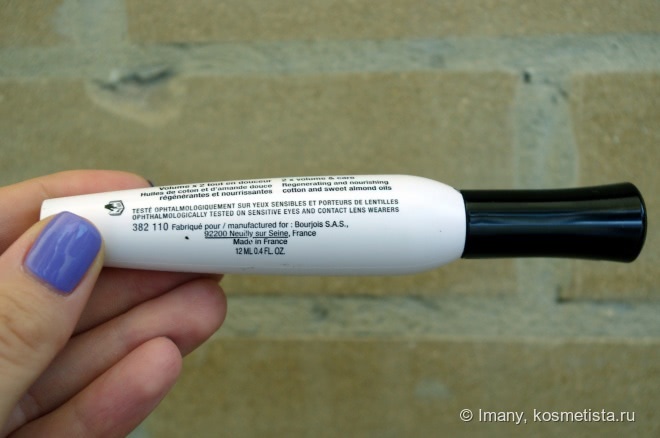 Volume x 2 tout en douceur
Huiles de coton et d'amande douce
régénérantes et nourrissantes
2 x volume & care
Regenerating and nourishing
cotton and sweet almond oils
TESTÉ OPHTALMOLOGIQUEMENT SUR YEUX SENSIBLES ET PORTEURS DE LENTILLES
OPHTHALMOLOGICALLY TESTED ON SENSITIVE EYES AND CONTACT LENS WEARERS
382 110 Fabriqué pour / manufactured for : Bourjois S.A.S.,
92200 Neuilly sur Seine, France
Made in France
12 ML 0.4 FL. OZ.
© Imany, kosmetista.ru